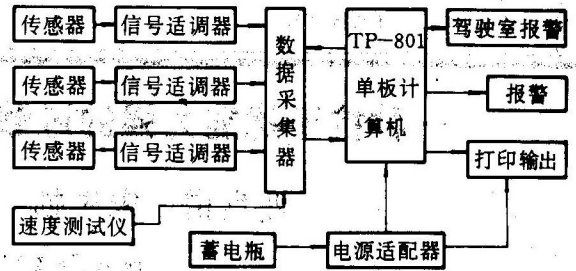 传感器 信号适调器
传感器 信号适调器
传感器 信号适调器
速度测试仪
数据采集器
TP-801
单板计
算机
驾驶室报警
报警
打印输出
蓄电瓶
电源适配器